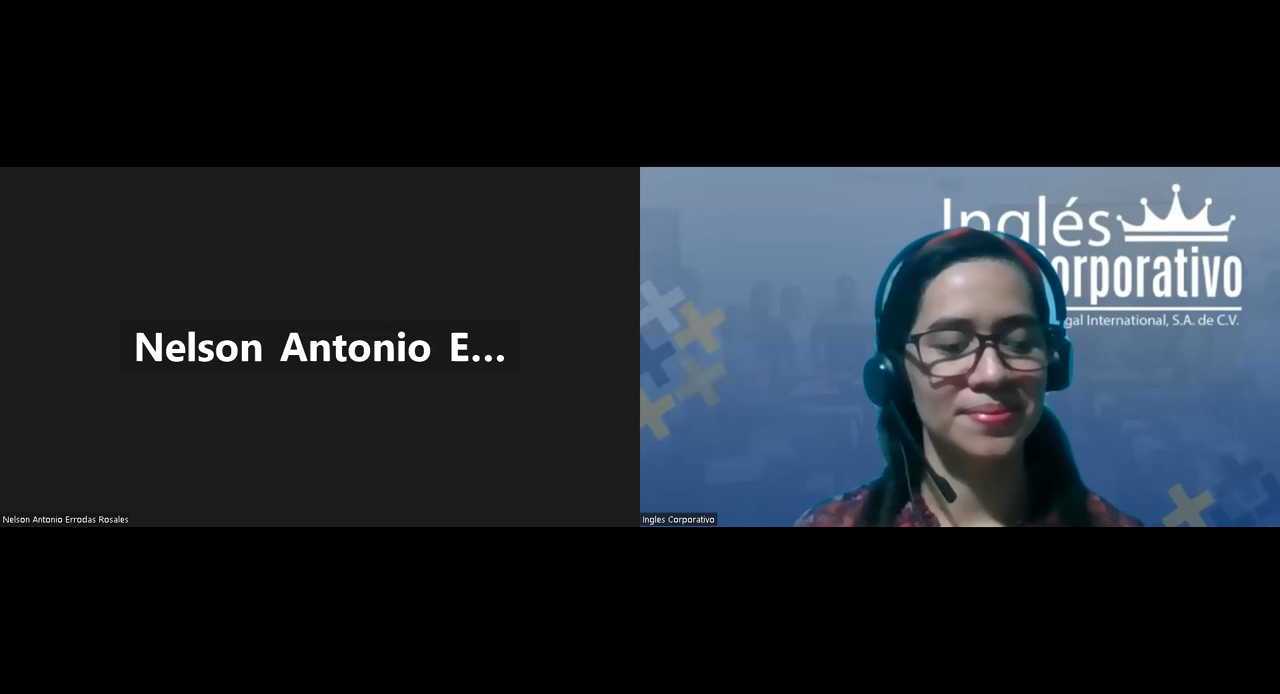 Nelson Antonio E...
Nelson Antonio Errodas Rosales
Inglés
orporativo
gal International, S.A. de C.V.
Ingles Corporativo